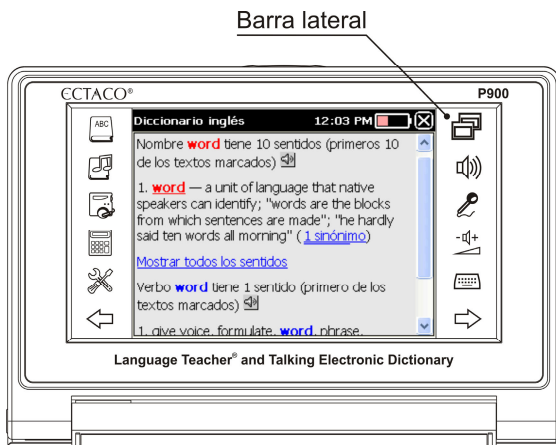 Barra lateral
ECTACO® P900
ABC
Diccionario inglés 12:03 PM
Nombre word tiene 10 sentidos (primeros 10
de los textos marcados)
1. word — a unit of language that native
speakers can identify; "words are the blocks
from which sentences are made"; "he hardly
said ten words all morning" ( 1 sinónimo)
Mostrar todos los sentidos
Verbo word tiene 1 sentido (primero de los
textos marcados)
1. give voice, formulate, word, phrase,
Language Teacher® and Talking Electronic Dictionary